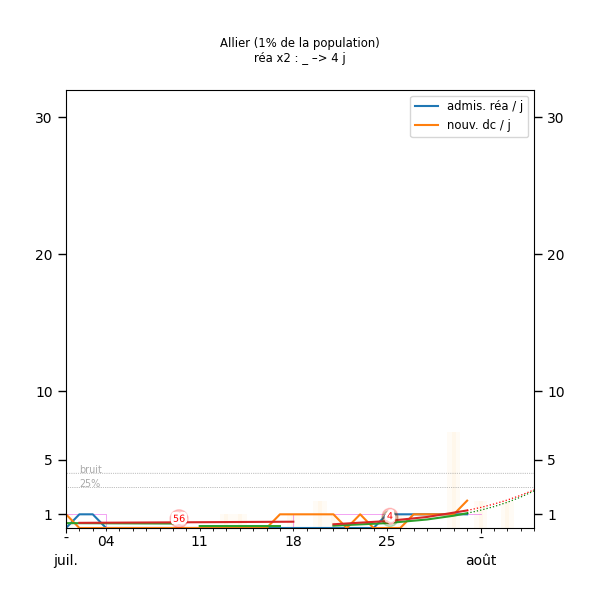 Allier (1% de la population)
réa x2 : _ –> 4 j
admis. réa / j
nouv. dc / j
30 30
20 20
10 10
5 5
bruit
25%
1 1
56 4
- 04 11 18 25 -
juil. août